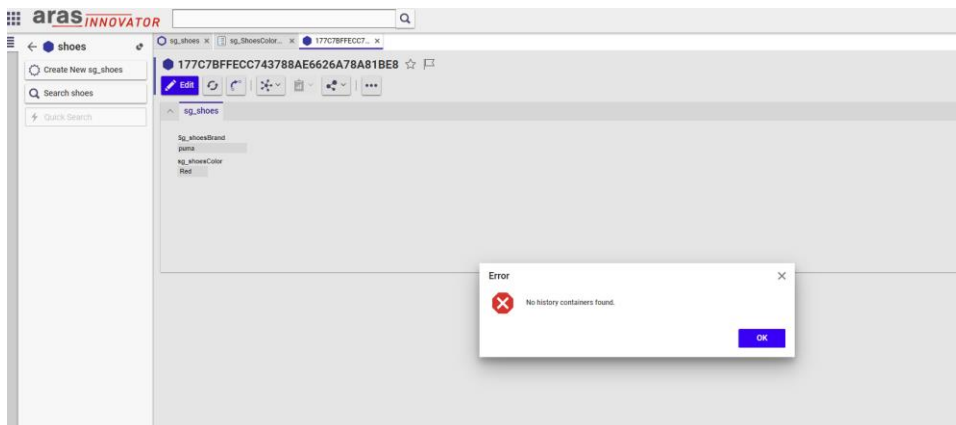 aras INNOVATOR
sg_shoes
sg_ShoesColor...
177C7BFFECC7...
shoes
Create New sg_shoes
Search shoes
Quick Search
177C7BFFECC743788AE6626A78A81BE8
Edit
sg_shoes
Sg_shoesBrand
puma
sg_shoesColor
Red
Error
No history containers found.
OK